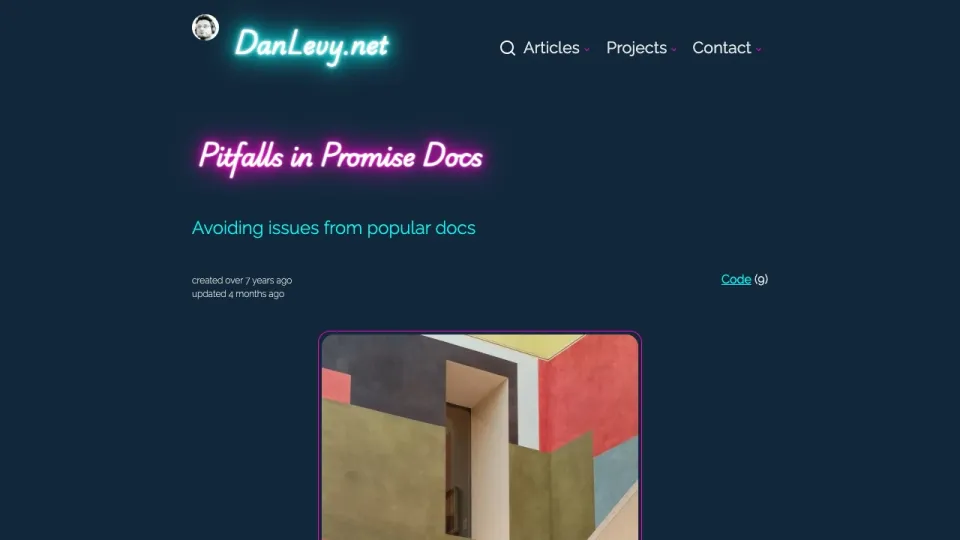 DanLevy.net
Articles
Projects
Contact
Pitfalls in Promise Docs
Avoiding issues from popular docs
created over 7 years ago
updated 4 months ago
Code (9)